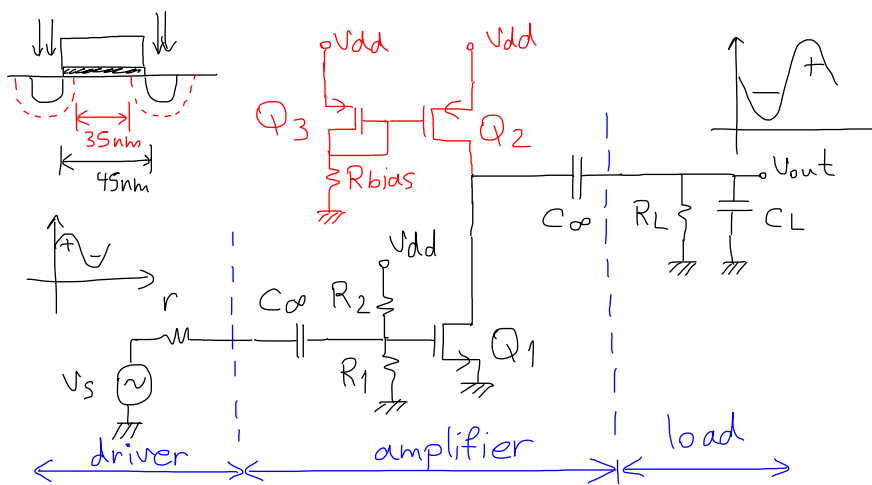 Vdd
Vdd
Q3
Q2
35nm
45nm
Rbias
+
−
Vout
C∞
RL
CL
+
−
Vdd
r
C∞
R2
Q1
R1
Vs
~
driver
amplifier
load